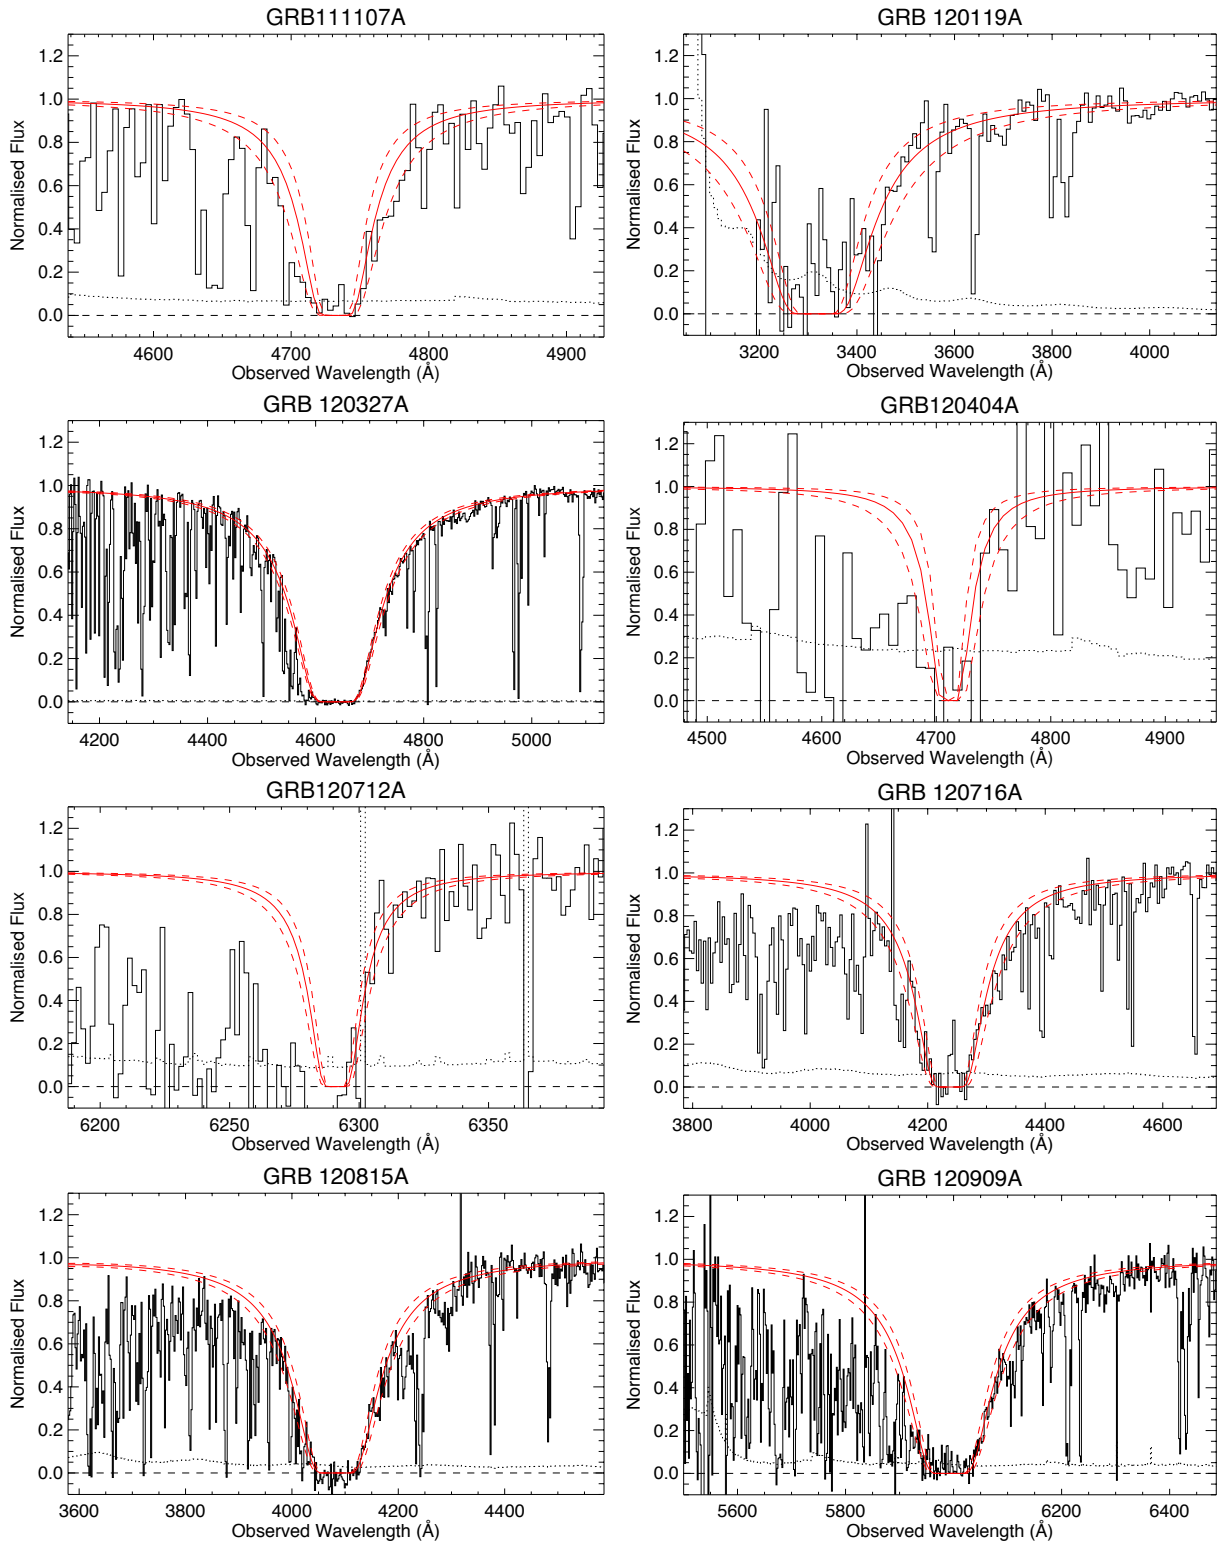 GRB111107A
1.2
1.0
0.8
0.6
0.4
0.2
0.0
Normalised Flux
4600 4700 4800 4900
Observed Wavelength (Å)
GRB 120119A
1.2
1.0
0.8
0.6
0.4
0.2
0.0
Normalised Flux
3200 3400 3600 3800 4000
Observed Wavelength (Å)
GRB 120327A
1.2
1.0
0.8
0.6
0.4
0.2
0.0
Normalised Flux
4200 4400 4600 4800 5000
Observed Wavelength (Å)
GRB120404A
1.2
1.0
0.8
0.6
0.4
0.2
0.0
Normalised Flux
4500 4600 4700 4800 4900
Observed Wavelength (Å)
GRB120712A
1.2
1.0
0.8
0.6
0.4
0.2
0.0
Normalised Flux
6200 6250 6300 6350
Observed Wavelength (Å)
GRB 120716A
1.2
1.0
0.8
0.6
0.4
0.2
0.0
Normalised Flux
3800 4000 4200 4400 4600
Observed Wavelength (Å)
GRB 120815A
1.2
1.0
0.8
0.6
0.4
0.2
0.0
Normalised Flux
3600 3800 4000 4200 4400
Observed Wavelength (Å)
GRB 120909A
1.2
1.0
0.8
0.6
0.4
0.2
0.0
Normalised Flux
5600 5800 6000 6200 6400
Observed Wavelength (Å)